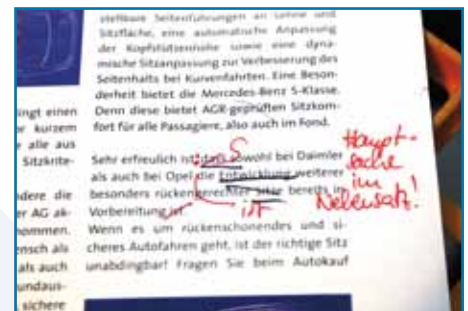 stellbare Seitenführungen an Lehne und
Sitzfläche, eine automatische Anpassung
der Kopfstützenhöhe sowie eine dyna-
mische Sitzanpassung zur Verbesserung des
Seitenhalts bei Kurvenfahrten. Eine Beson-
derheit bietet die Mercedes-Benz S-Klasse.
Denn diese bietet AGR-geprüften Sitzkom-
fort für alle Passagiere, also auch im Fond.
Sehr erfreulich ist, dass sowohl bei Daimler
als auch bei Opel die Entwicklung weiterer
besonders rückengerechter Sitze bereits in
Vorbereitung ist.
Wenn es um rückenschonendes und si-
cheres Autofahren geht, ist der richtige Sitz
unabdingbar! Fragen Sie beim Autokauf
ingt einen
kurzem
alle aus
Sitzkrite-
dere die
er AG ak-
ommen.
ensch als
als auch
undaus-
sichere
S
ist
Haupt-
sache
im
Nebensatz!